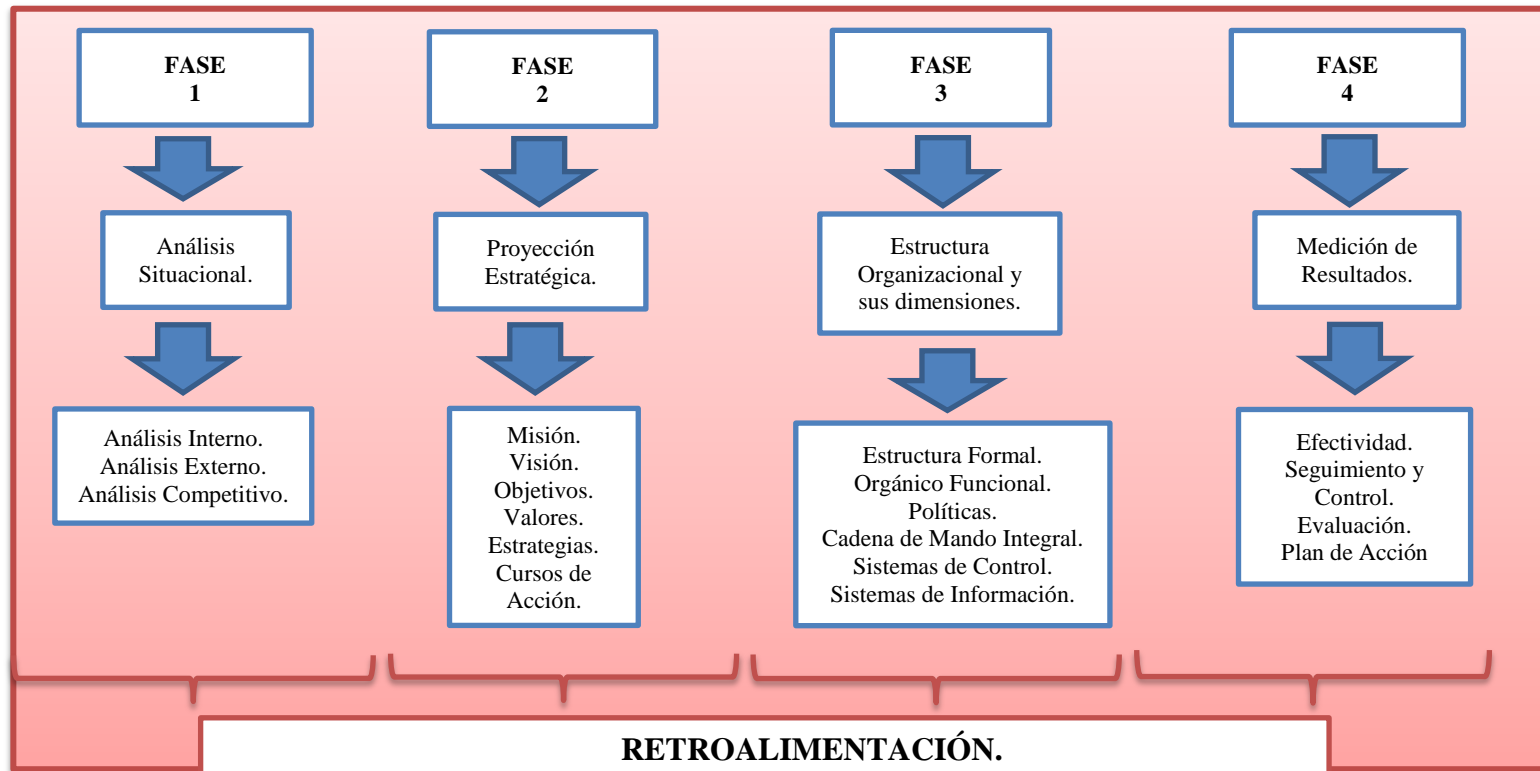 FASE
1
Análisis
Situacional.
Análisis Interno.
Análisis Externo.
Análisis Competitivo.
FASE
2
Proyección
Estratégica.
Misión.
Visión.
Objetivos.
Valores.
Estrategias.
Cursos de
Acción.
FASE
3
Estructura
Organizacional y
sus dimensiones.
Estructura Formal.
Orgánico Funcional.
Políticas.
Cadena de Mando Integral.
Sistemas de Control.
Sistemas de Información.
FASE
4
Medición de
Resultados.
Efectividad.
Seguimiento y
Control.
Evaluación.
Plan de Acción
RETROALIMENTACIÓN.